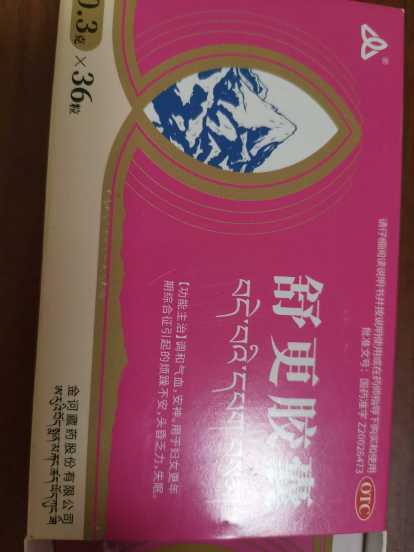 请仔细阅读说明书并按说明使用或在药师指导下购买和使用
批准文号：国药准字 Z20026473
OTC
®
舒更胶囊
【功能主治】调和气血，安神。用于妇女更年
期综合征引起的烦躁不安，头昏乏力，失眠。
0.3克×36粒
金诃藏药股份有限公司